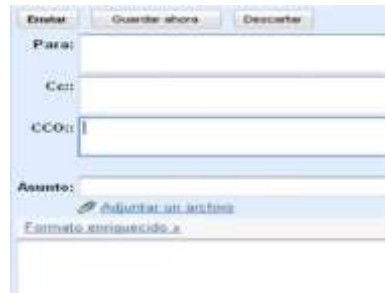 Enviar Guardar ahora Descartar
Para:
Cc::
CCO::
Asunto:
Adjuntar un archivo
Formato enriquecido »